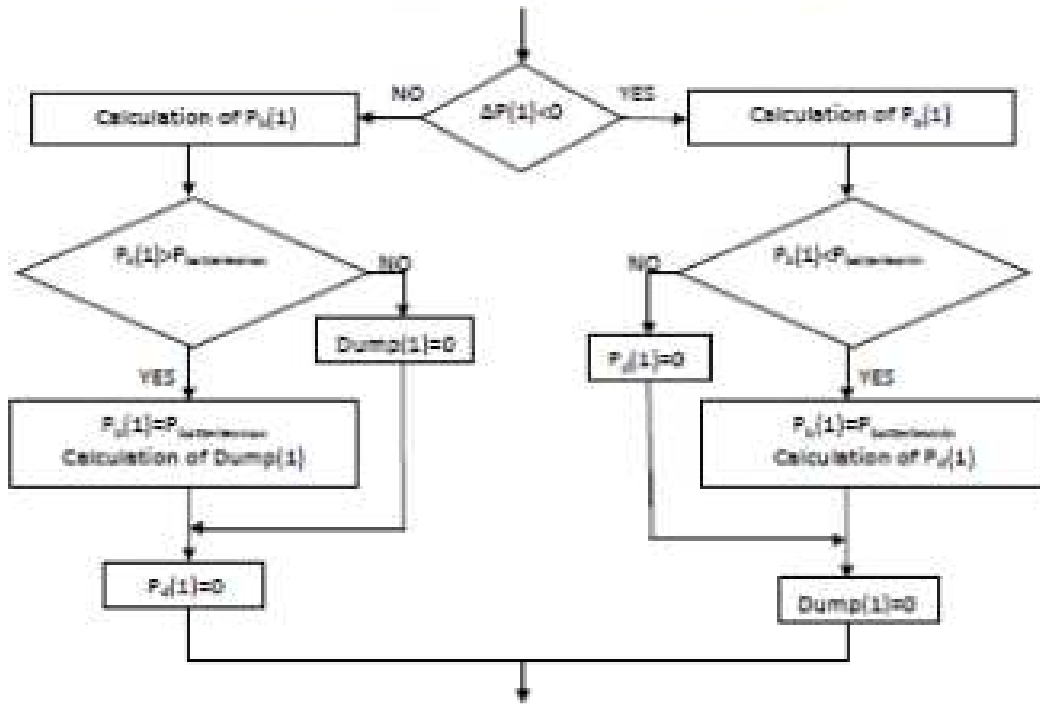 NO
ΔP(1)<0
YES
Calculation of P_b(1)
Calculation of P_b(1)
P_b(1)>P
NO
NO
P_b(1)<P
Dump(1)=0
P_d(1)=0
YES
YES
P_b(1)=P
Calculation of Dump(1)
P_b(1)=P
Calculation of P_d(1)
P_d(1)=0
Dump(1)=0